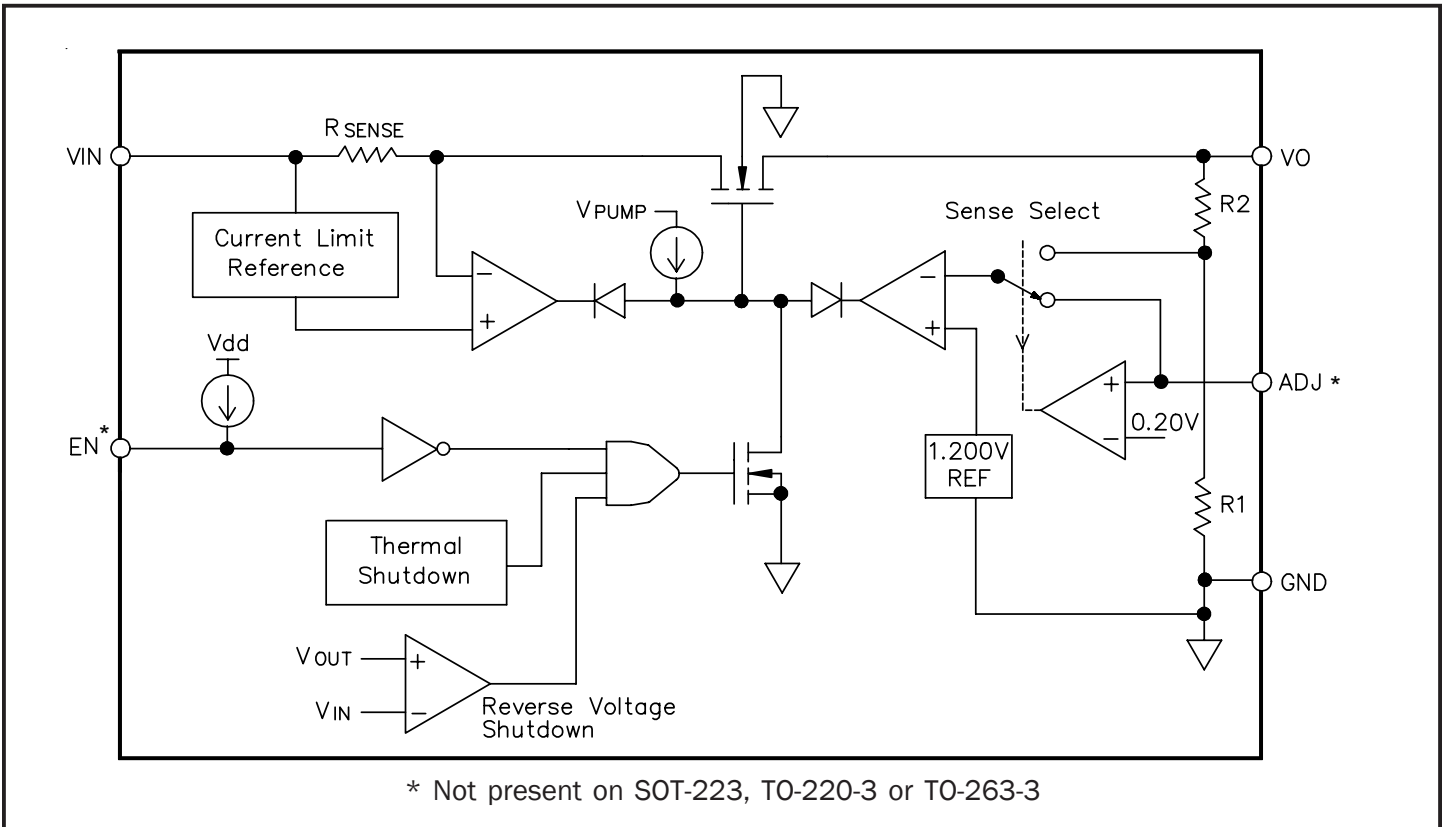 R SENSE
VIN
VO
VPUMP
Sense Select
R2
Current Limit
Reference
−
+
−
+
Vdd
ADJ *
+
0.20V
−
EN*
1.200V
REF
R1
Thermal
Shutdown
GND
VOUT
+
VIN
−
Reverse Voltage
Shutdown
* Not present on SOT-223, TO-220-3 or TO-263-3